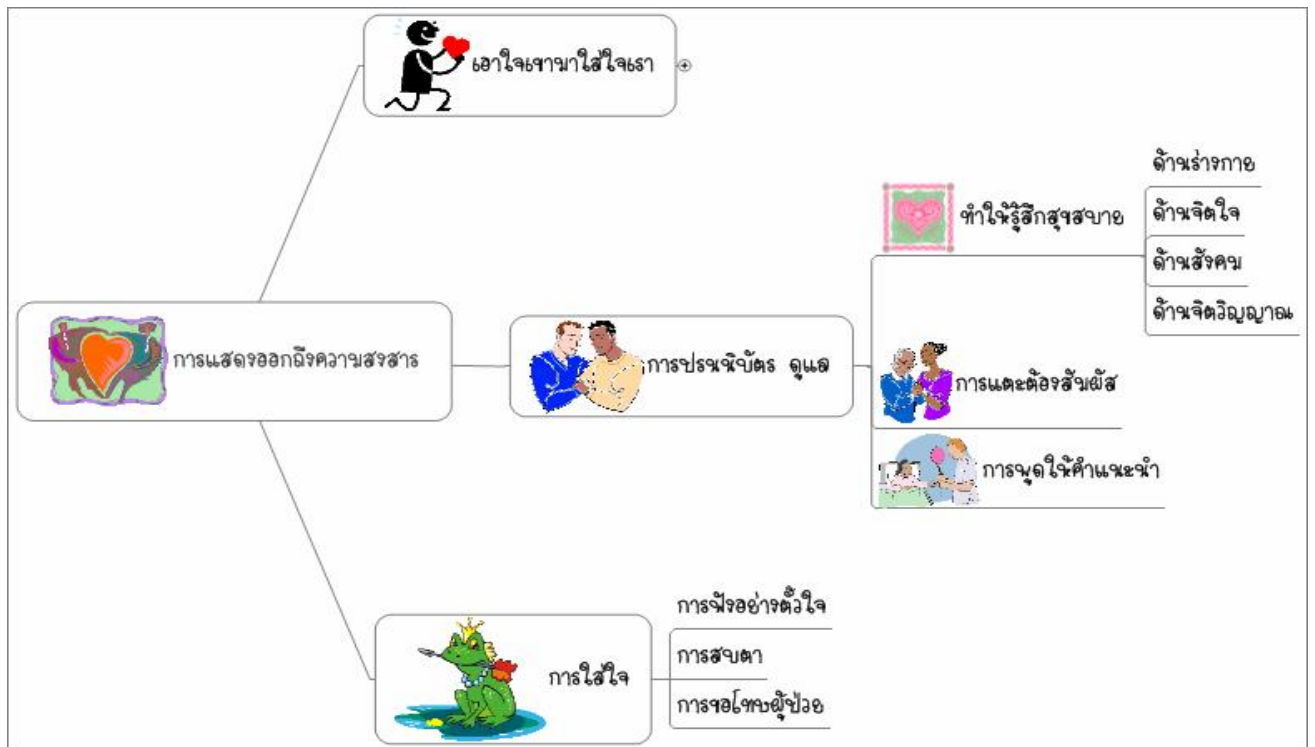 เอาใจเขามาใส่ใจเรา
ด้านร่างกาย
ทำให้รู้สึกสุขสบาย
ด้านจิตใจ
ด้านสังคม
ด้านจิตวิญญาณ
การแสดงออกถึงความสงสาร
การปรนนิบัตร ดูแล
การแตะต้องสัมผัส
การพูดให้คำแนะนำ
การใส่ใจ
การฟังอย่างตั้วใจ
การสบตา
การขอโทษผู้ป่วย